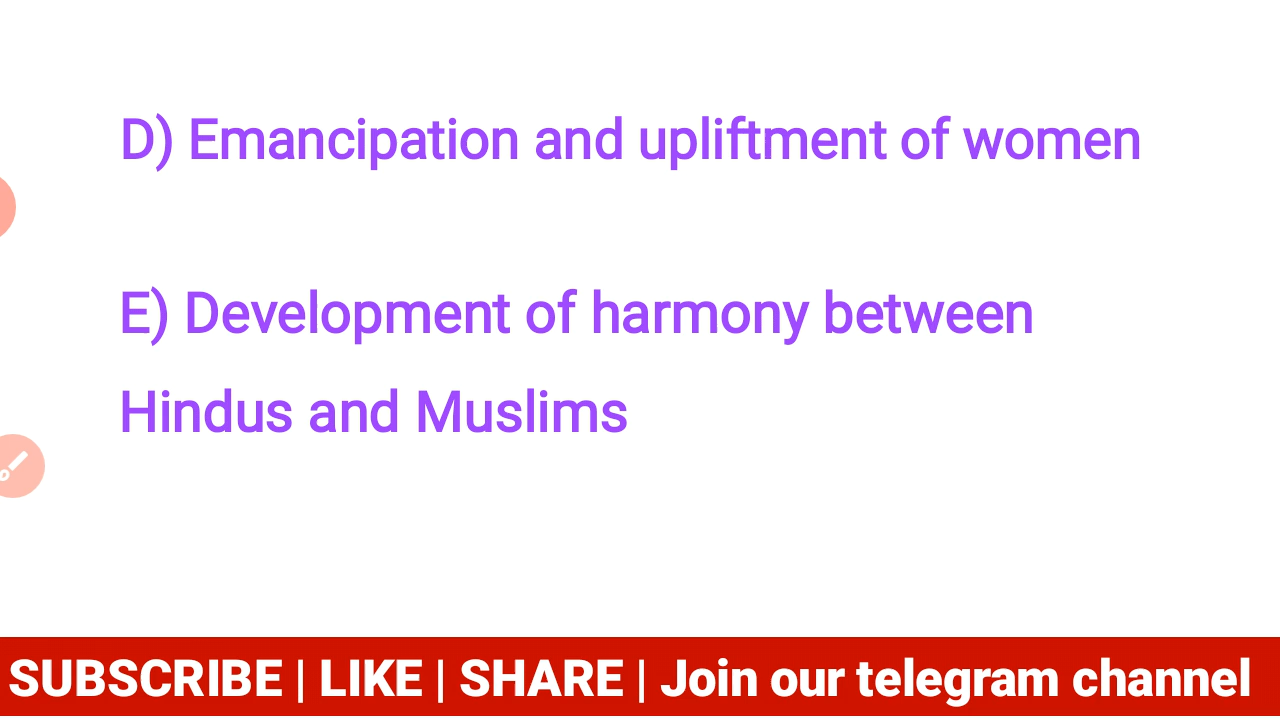 D) Emancipation and upliftment of women
E) Development of harmony between
Hindus and Muslims
SUBSCRIBE | LIKE | SHARE | Join our telegram channel